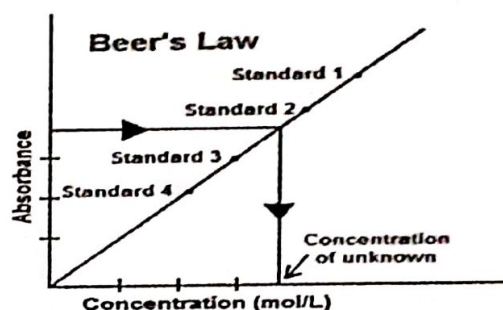 Beer's Law
Standard 1
Standard 2
Standard 3
Standard 4
Absorbance
Concentration
of unknown
Concentration (mol/L)